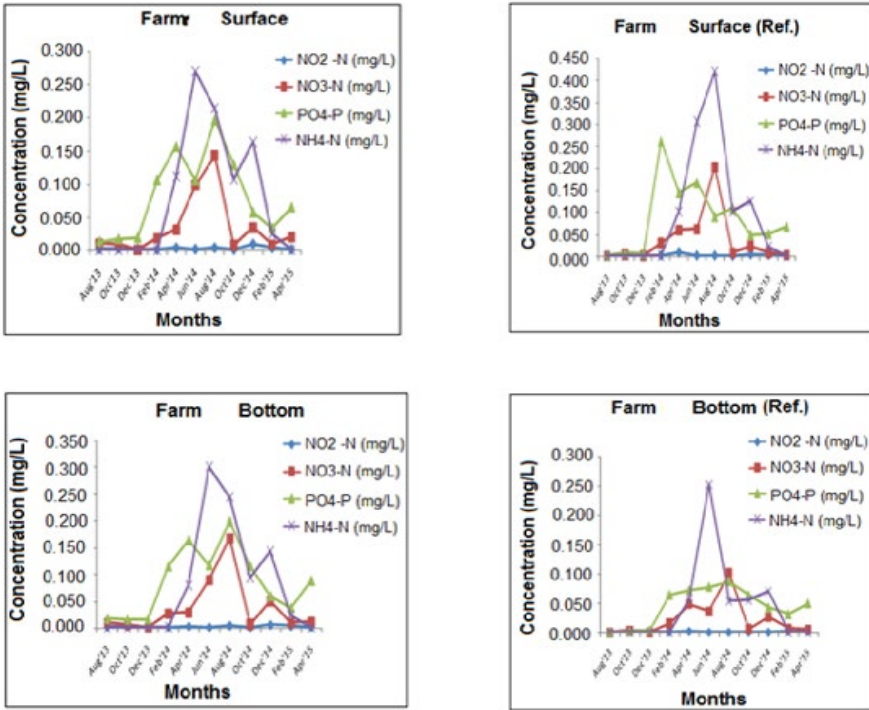 Farm Surface
Concentration (mg/L)
0.300
0.250
0.200
0.150
0.100
0.050
0.000
NO2 -N (mg/L)
NO3-N (mg/L)
PO4-P (mg/L)
NH4-N (mg/L)
Aug'13 Oct'13 Dec'13 Feb'14 Apr'14 Jun'14 Aug'14 Oct'14 Dec'14 Feb'15 Apr'15
Months
Farm Surface (Ref.)
Concentration (mg/L)
0.450
0.400
0.350
0.300
0.250
0.200
0.150
0.100
0.050
0.000
NO2 -N (mg/L)
NO3-N (mg/L)
PO4-P (mg/L)
NH4-N (mg/L)
Aug'13 Oct'13 Dec'13 Feb'14 Apr'14 Jun'14 Aug'14 Oct'14 Dec'14 Feb'15 Apr'15
Months
Farm Bottom
Concentration (mg/L)
0.350
0.300
0.250
0.200
0.150
0.100
0.050
0.000
NO2 -N (mg/L)
NO3-N (mg/L)
PO4-P (mg/L)
NH4-N (mg/L)
Aug'13 Oct'13 Dec'13 Feb'14 Apr'14 Jun'14 Aug'14 Oct'14 Dec'14 Feb'15 Apr'15
Months
Farm Bottom (Ref.)
Concentration (mg/L)
0.300
0.250
0.200
0.150
0.100
0.050
0.000
NO2 -N (mg/L)
NO3-N (mg/L)
PO4-P (mg/L)
NH4-N (mg/L)
Aug'13 Oct'13 Dec'13 Feb'14 Apr'14 Jun'14 Aug'14 Oct'14 Dec'14 Feb'15 Apr'15
Months